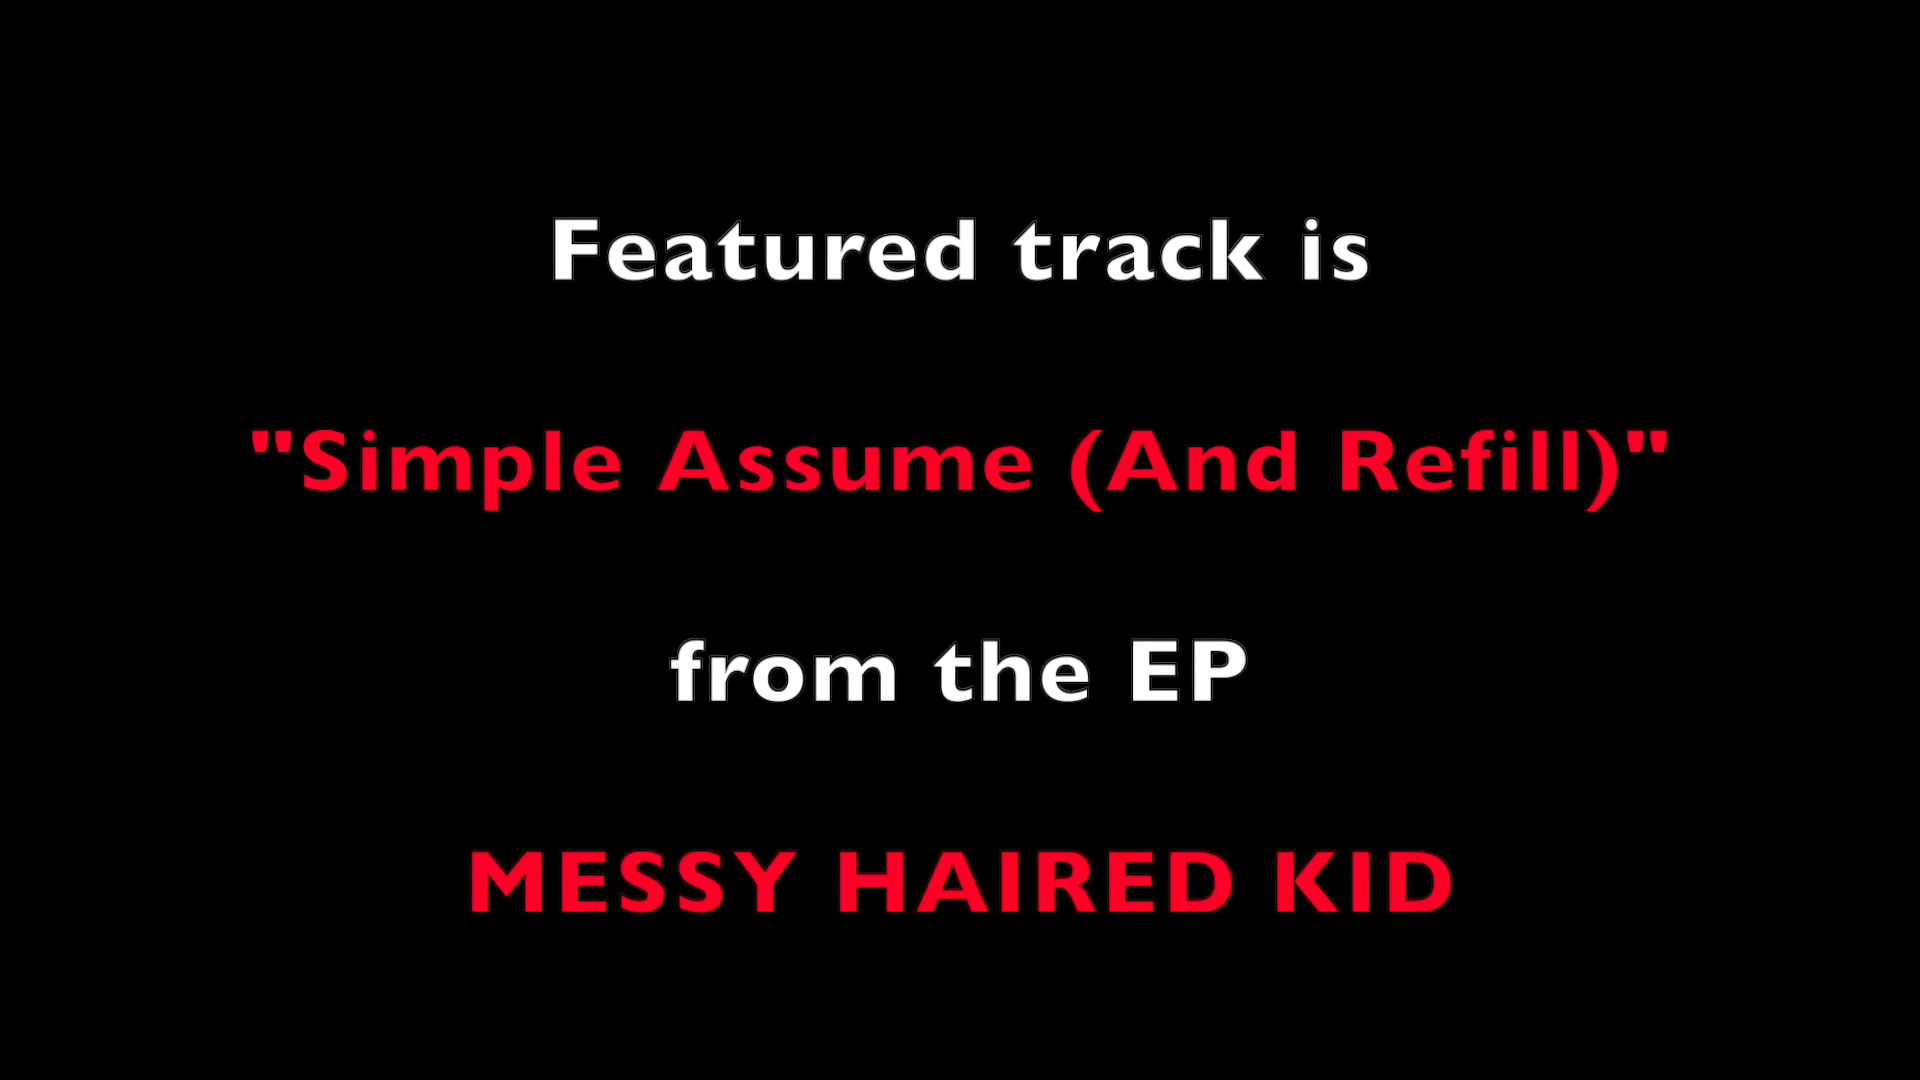 Featured track is
"Simple Assume (And Refill)"
from the EP
MESSY HAIRED KID